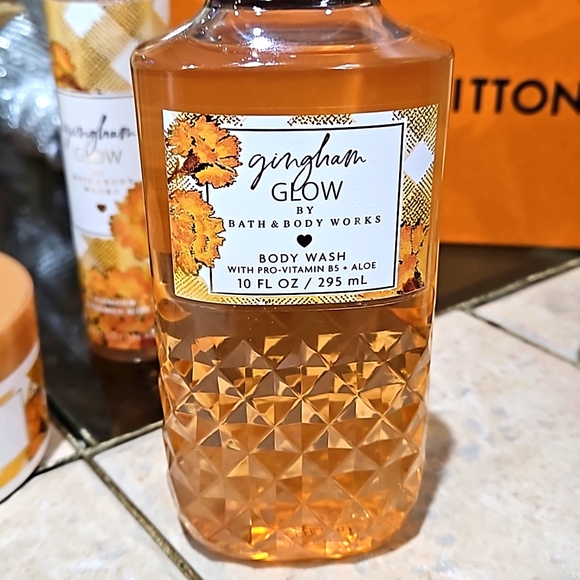 gingham
GLOW
BY
BATH & BODY WORKS
BODY WASH
WITH PRO-VITAMIN B5 + ALOE
10 FL OZ / 295 mL
gingham
GLOW
ITTON